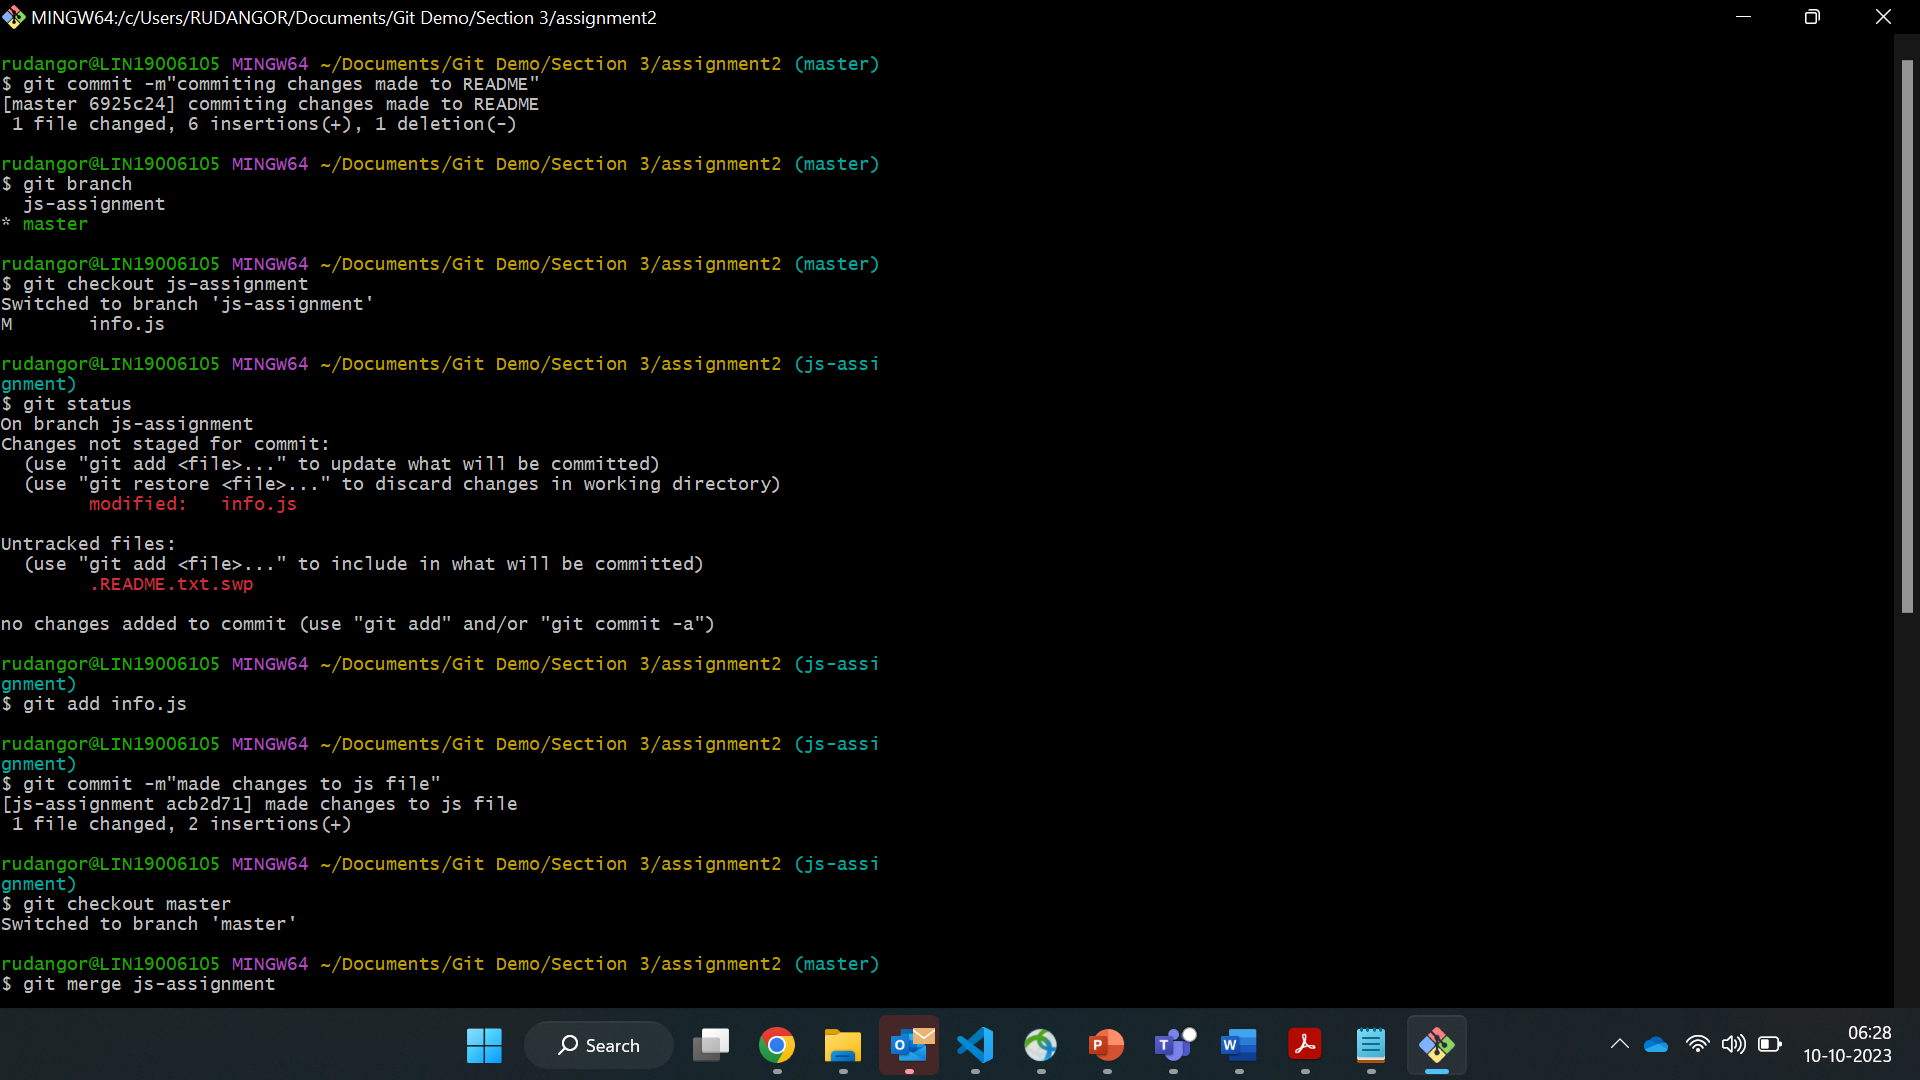 MINGW64:/c/Users/RUDANGOR/Documents/Git Demo/Section 3/assignment2
rudangor@LIN19006105 MINGW64 ~/Documents/Git Demo/Section 3/assignment2 (master)
$ git commit -m"commiting changes made to README"
[master 6925c24] commiting changes made to README
 1 file changed, 6 insertions(+), 1 deletion(-)
rudangor@LIN19006105 MINGW64 ~/Documents/Git Demo/Section 3/assignment2 (master)
$ git branch
  js-assignment
* master
rudangor@LIN19006105 MINGW64 ~/Documents/Git Demo/Section 3/assignment2 (master)
$ git checkout js-assignment
Switched to branch 'js-assignment'
M       info.js
rudangor@LIN19006105 MINGW64 ~/Documents/Git Demo/Section 3/assignment2 (js-assi
gnment)
$ git status
On branch js-assignment
Changes not staged for commit:
  (use "git add <file>..." to update what will be committed)
  (use "git restore <file>..." to discard changes in working directory)
        modified:   info.js
Untracked files:
  (use "git add <file>..." to include in what will be committed)
        .README.txt.swp
no changes added to commit (use "git add" and/or "git commit -a")
rudangor@LIN19006105 MINGW64 ~/Documents/Git Demo/Section 3/assignment2 (js-assi
gnment)
$ git add info.js
rudangor@LIN19006105 MINGW64 ~/Documents/Git Demo/Section 3/assignment2 (js-assi
gnment)
$ git commit -m"made changes to js file"
[js-assignment acb2d71] made changes to js file
 1 file changed, 2 insertions(+)
rudangor@LIN19006105 MINGW64 ~/Documents/Git Demo/Section 3/assignment2 (js-assi
gnment)
$ git checkout master
Switched to branch 'master'
rudangor@LIN19006105 MINGW64 ~/Documents/Git Demo/Section 3/assignment2 (master)
$ git merge js-assignment
Search
06:28
10-10-2023